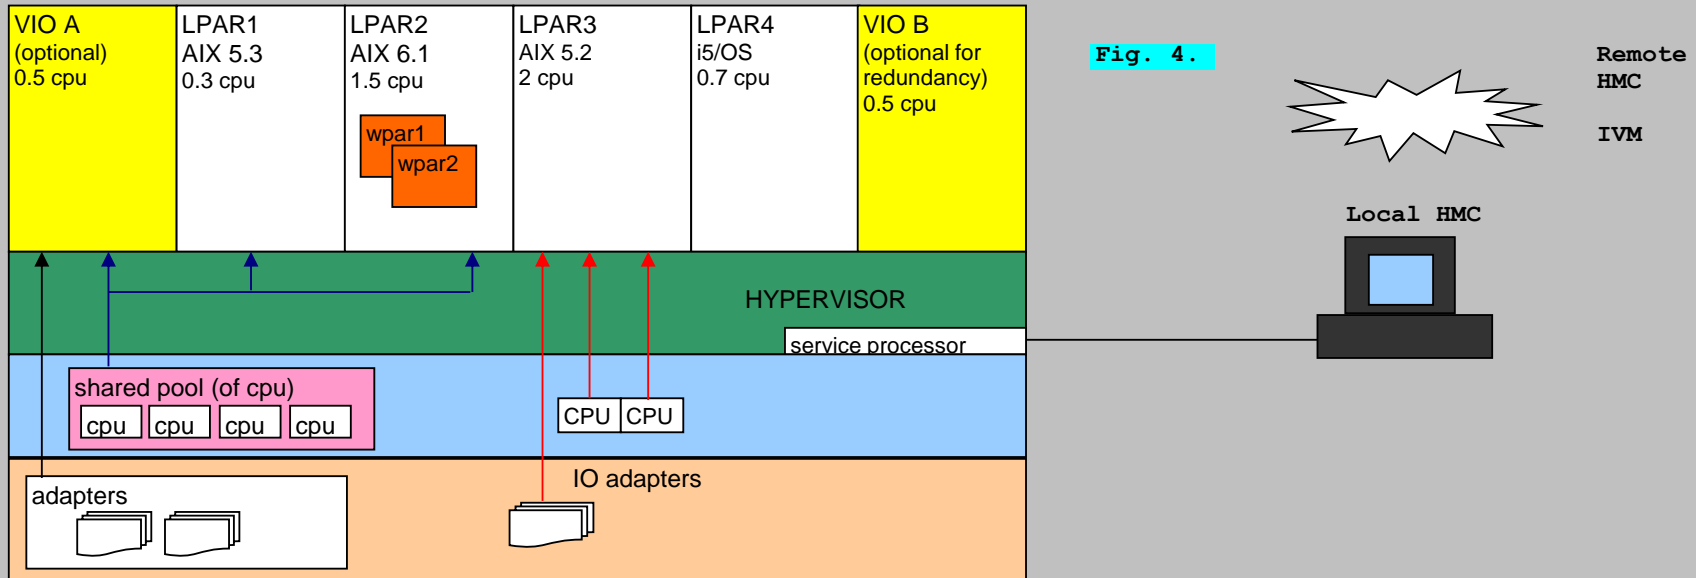 VIO A
(optional)
0.5 cpu
LPAR1
AIX 5.3
0.3 cpu
LPAR2
AIX 6.1
1.5 cpu
wpar1
wpar2
LPAR3
AIX 5.2
2 cpu
LPAR4
i5/OS
0.7 cpu
VIO B
(optional for
redundancy)
0.5 cpu
Fig. 4.
Remote
HMC
IVM
Local HMC
HYPERVISOR
service processor
shared pool (of cpu)
cpu cpu cpu cpu
CPU CPU
IO adapters
adapters